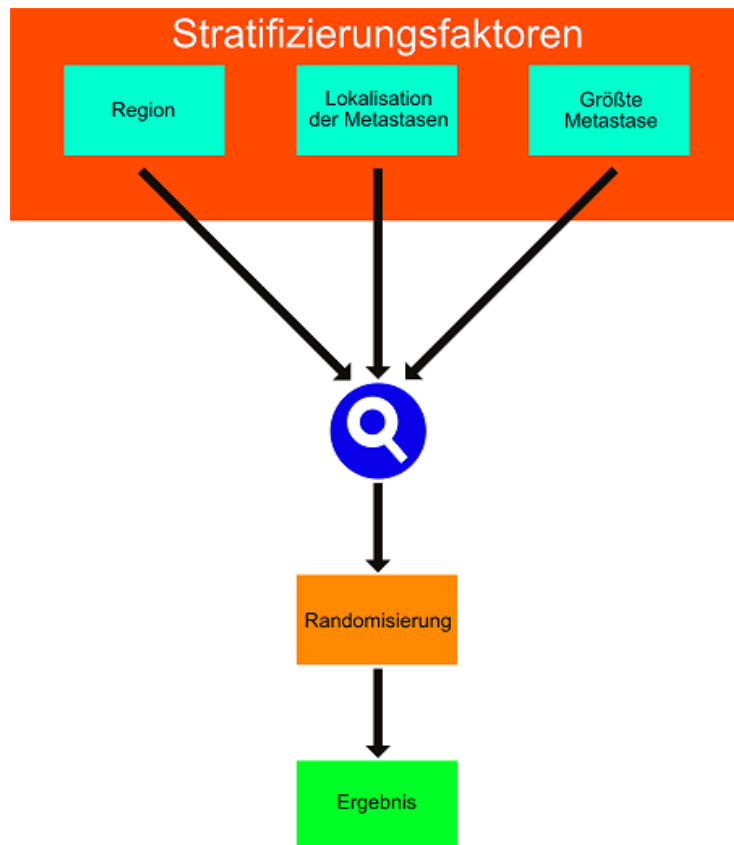 Stratifizierungsfaktoren
Region
Lokalisation
der Metastasen
Größte
Metastase
Randomisierung
Ergebnis